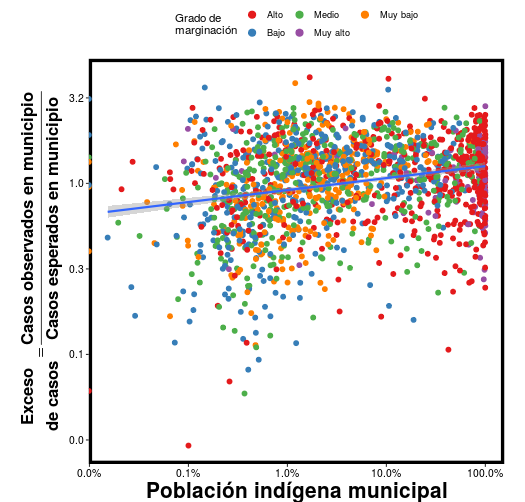 Grado de
marginación
Alto
Medio
Muy bajo
Bajo
Muy alto
Exceso de casos = Casos observados en municipio
Casos esperados en municipio
3.2
1.0
0.3
0.1
0.0
0.0%
0.1%
1.0%
10.0%
100.0%
Población indígena municipal